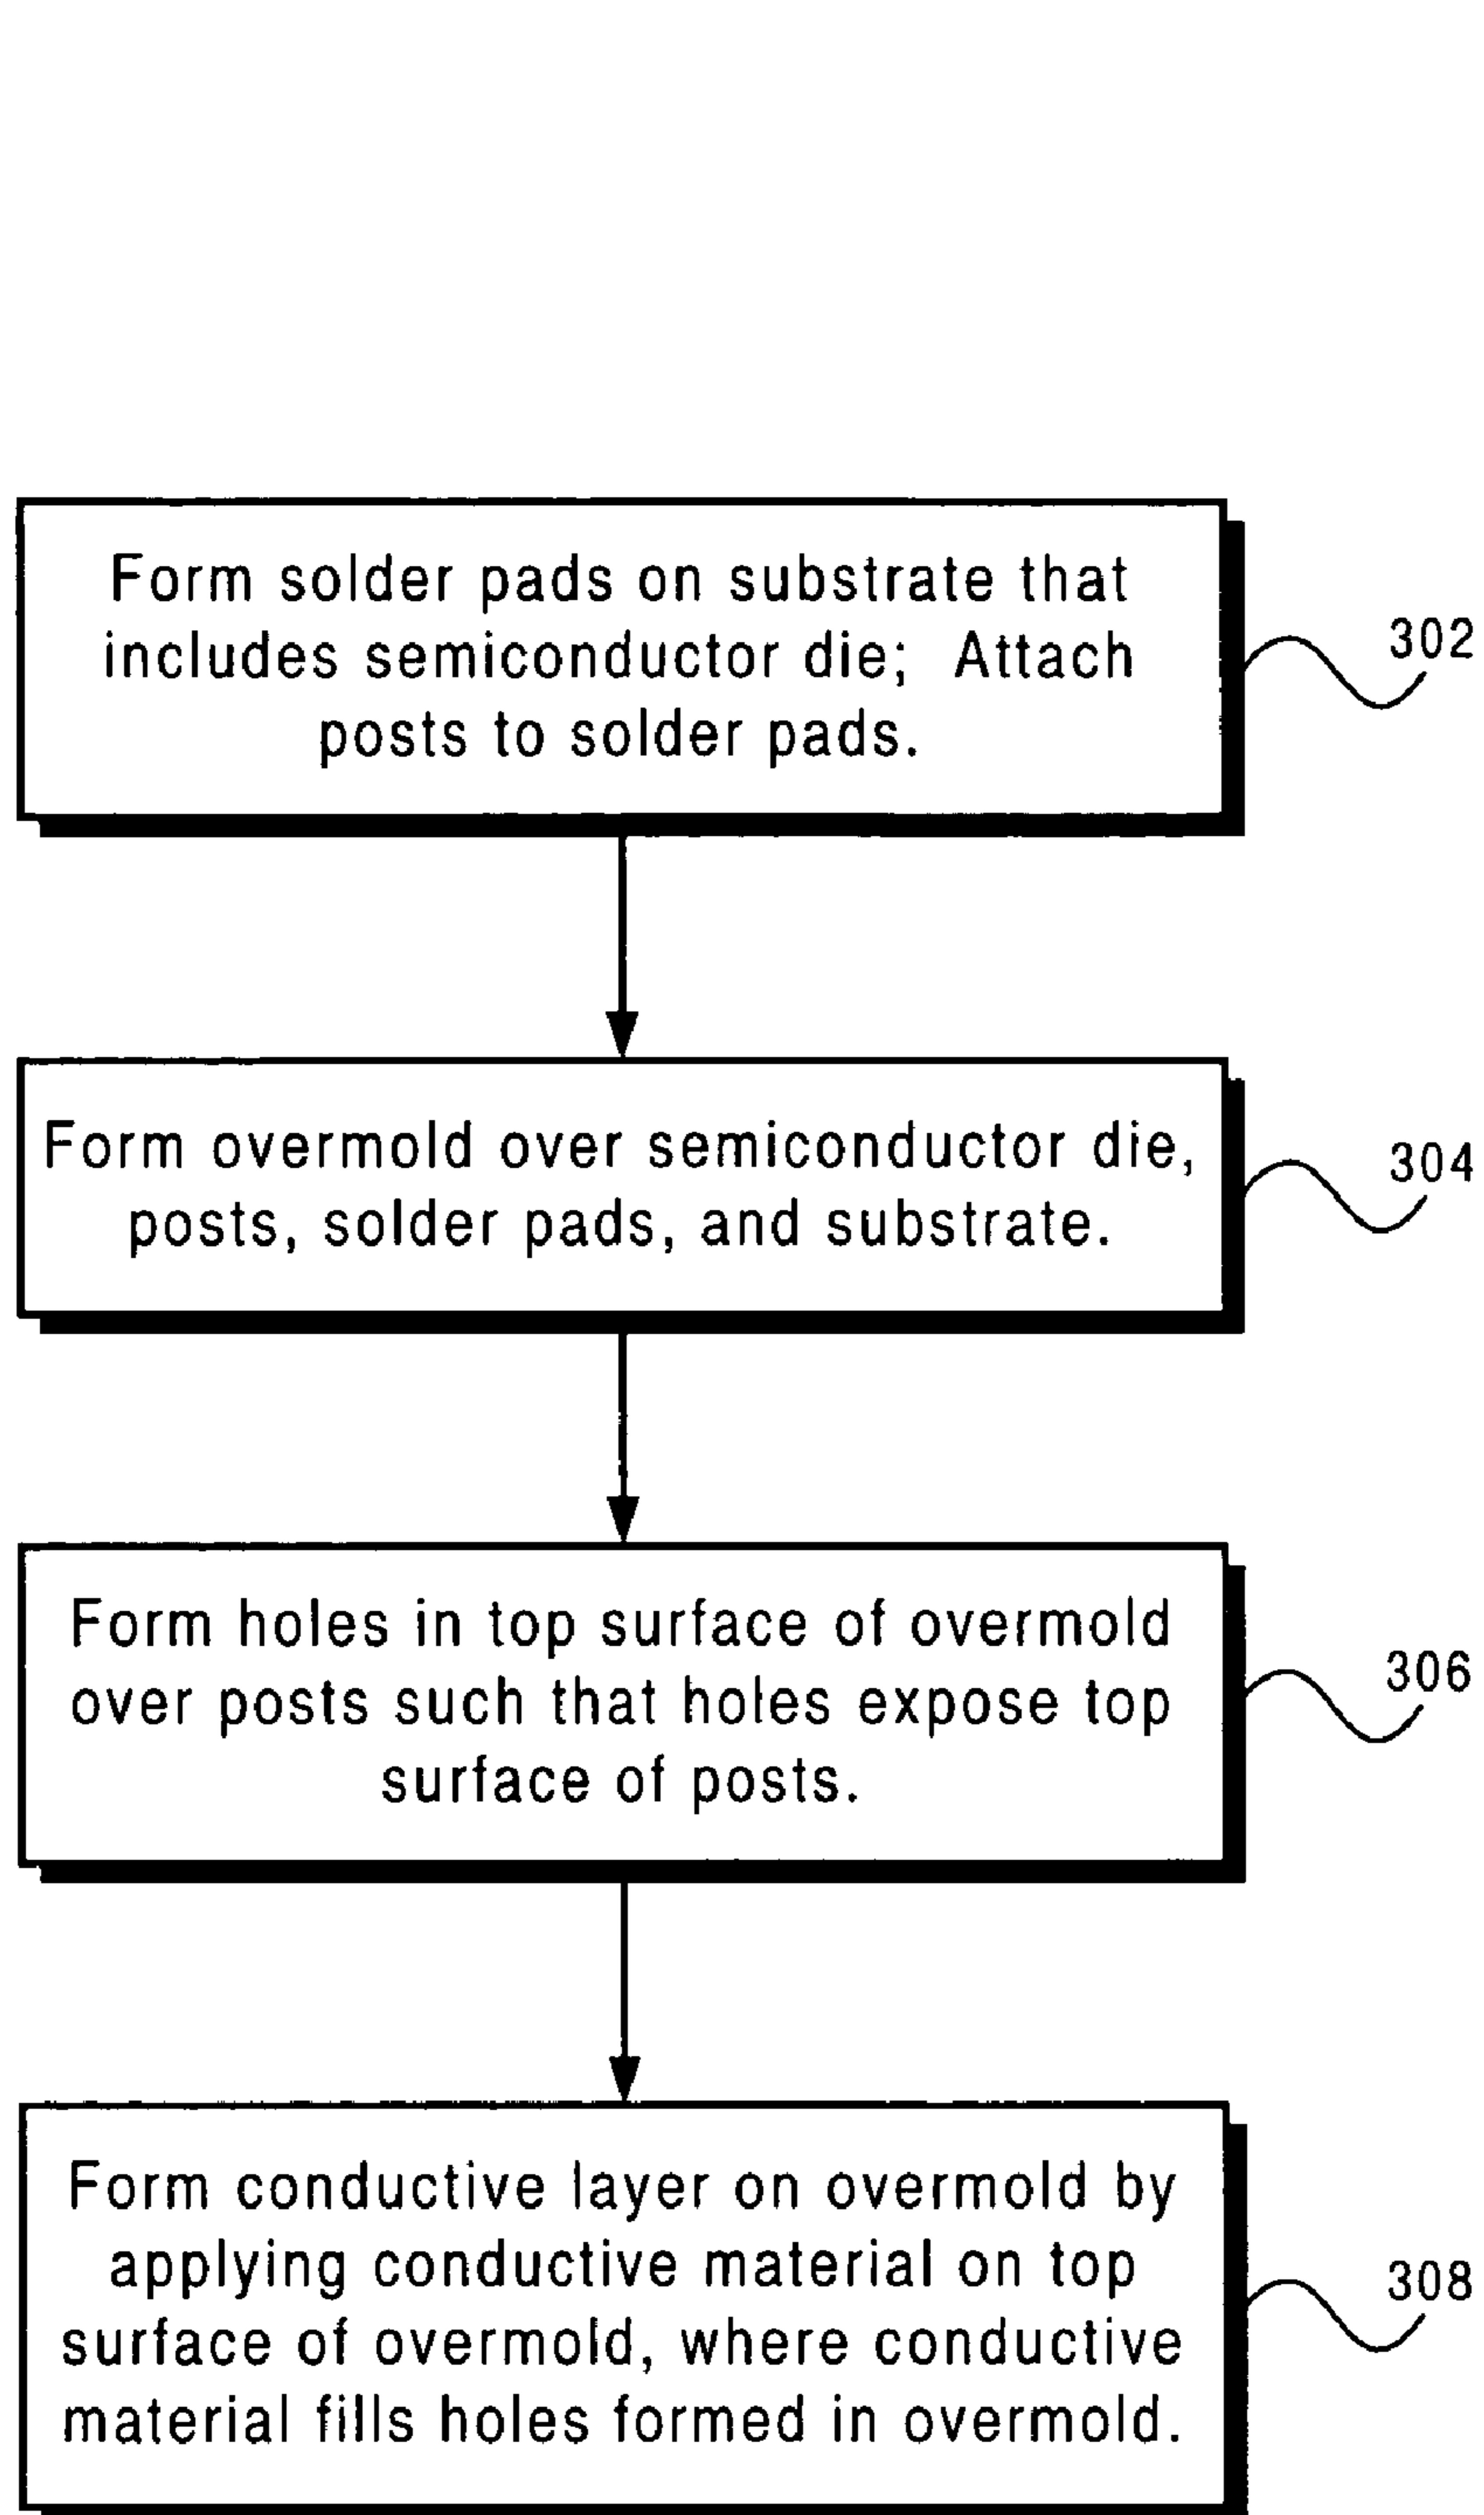 Form solder pads on substrate that
includes semiconductor die; Attach
posts to solder pads.
302
Form overmold over semiconductor die,
posts, solder pads, and substrate.
304
Form holes in top surface of overmold
over posts such that holes expose top
surface of posts.
306
Form conductive layer on overmold by
applying conductive material on top
surface of overmold, where conductive
material fills holes formed in overmold.
308